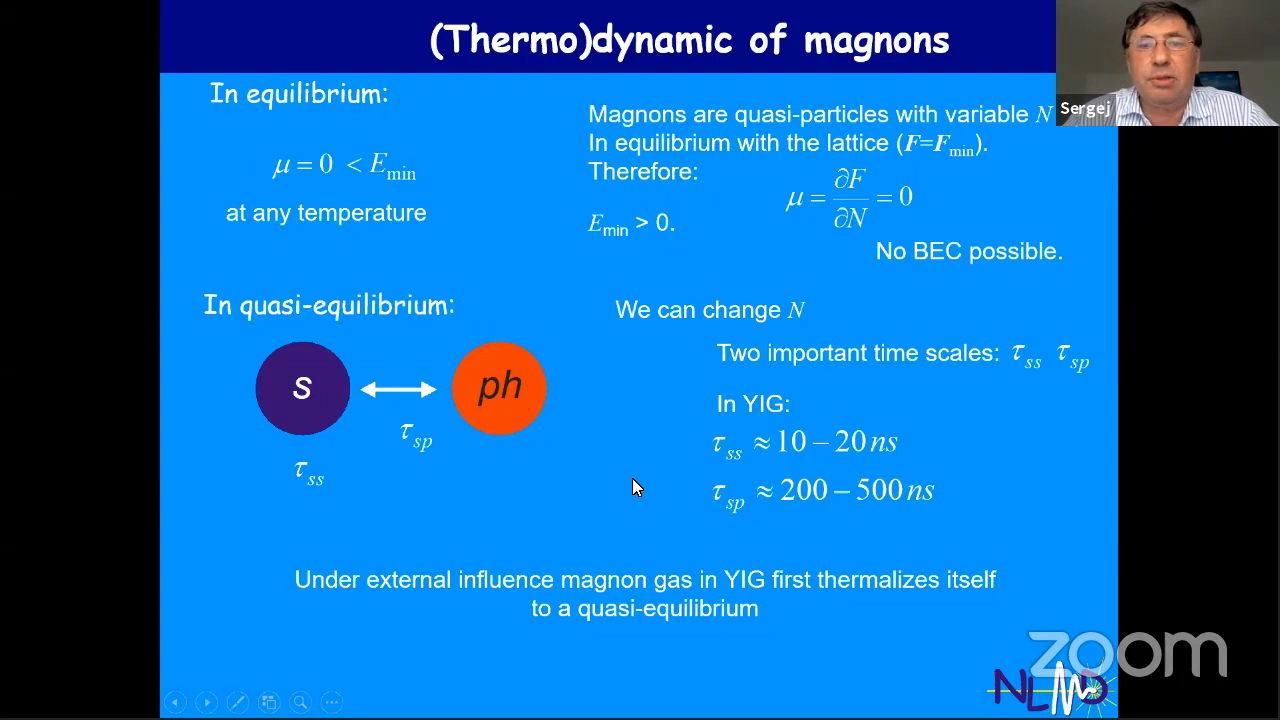 (Thermo)dynamic of magnons
Sergej
In equilibrium:
μ = 0 < E_min
at any temperature
Magnons are quasi-particles with variable N
In equilibrium with the lattice (F=F_min).
Therefore:
μ = ∂F/∂N = 0
E_min > 0.
No BEC possible.
In quasi-equilibrium:
s
ph
τ_sp
τ_ss
We can change N
Two important time scales: τ_ss τ_sp
In YIG:
τ_ss ≈ 10 – 20 ns
τ_sp ≈ 200 – 500 ns
Under external influence magnon gas in YIG first thermalizes itself
to a quasi-equilibrium
zoom
NLMD